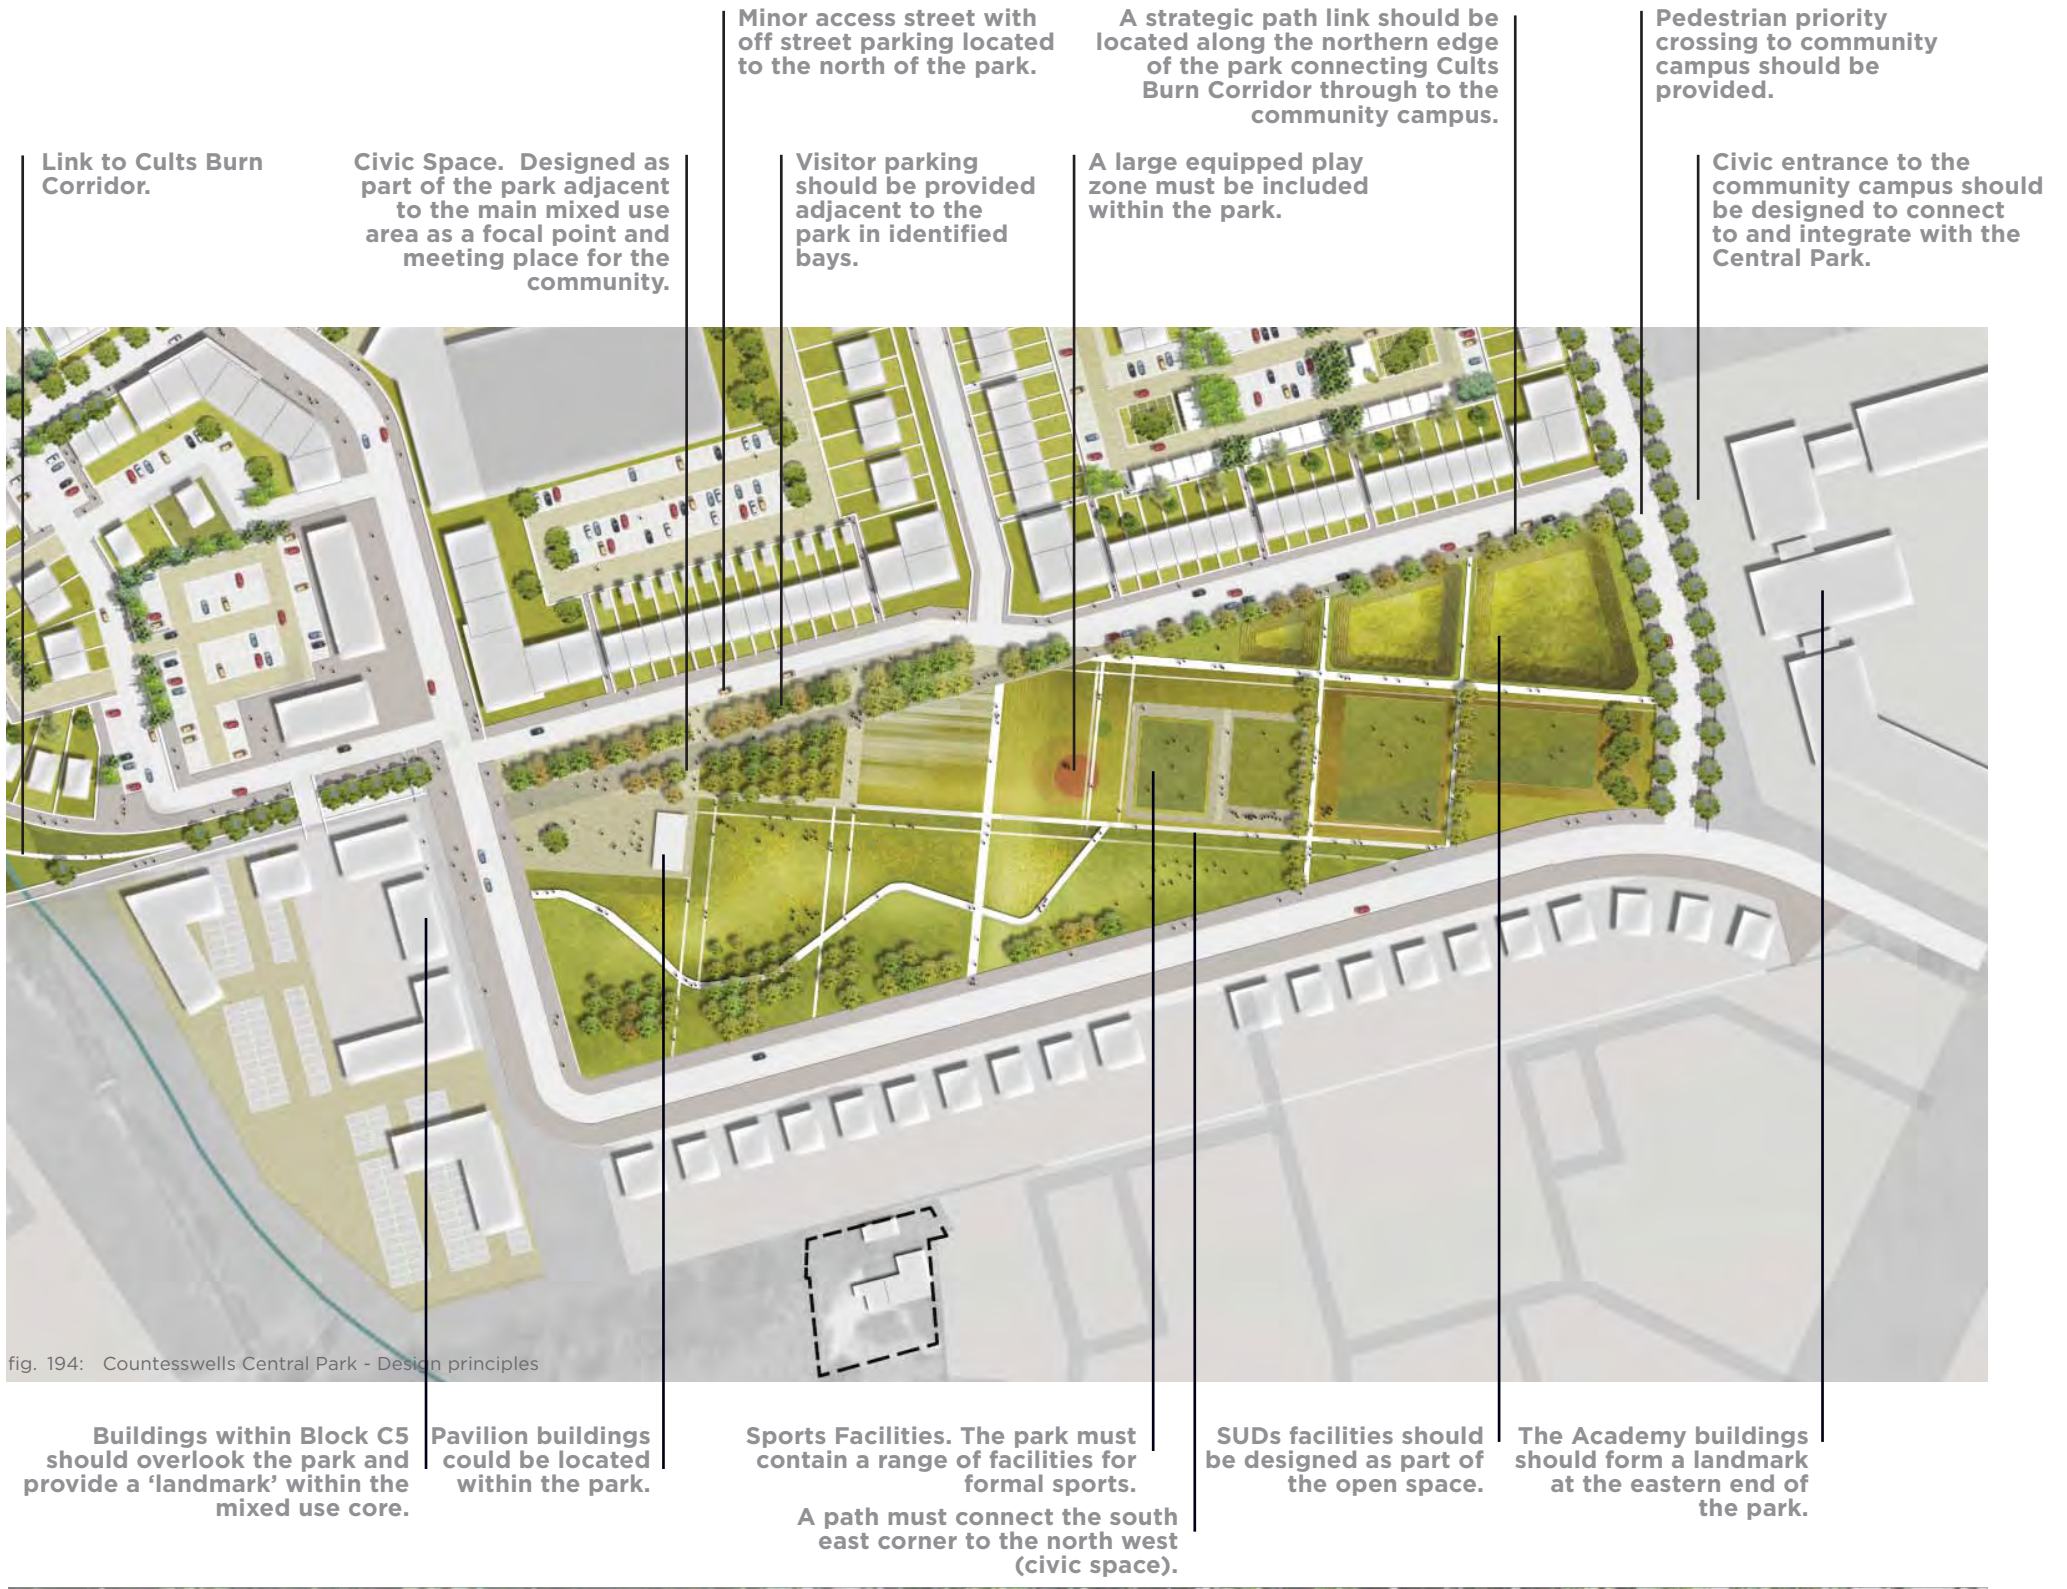 Minor access street with
off street parking located
to the north of the park.
A strategic path link should be
located along the northern edge
of the park connecting Cults
Burn Corridor through to the
community campus.
Pedestrian priority
crossing to community
campus should be
provided.
Link to Cults Burn
Corridor.
Civic Space.  Designed as
part of the park adjacent
to the main mixed use
area as a focal point and
meeting place for the
community.
Visitor parking
should be provided
adjacent to the
park in identified
bays.
A large equipped play
zone must be included
within the park.
Civic entrance to the
community campus should
be designed to connect
to and integrate with the
Central Park.
fig. 194:   Countesswells Central Park - Design principles
Buildings within Block C5
should overlook the park and
provide a ‘landmark’ within the
mixed use core.
Pavilion buildings
could be located
within the park.
Sports Facilities. The park must
contain a range of facilities for
formal sports.
A path must connect the south
east corner to the north west
(civic space).
SUDs facilities should
be designed as part of
the open space.
The Academy buildings
should form a landmark
at the eastern end of
the park.